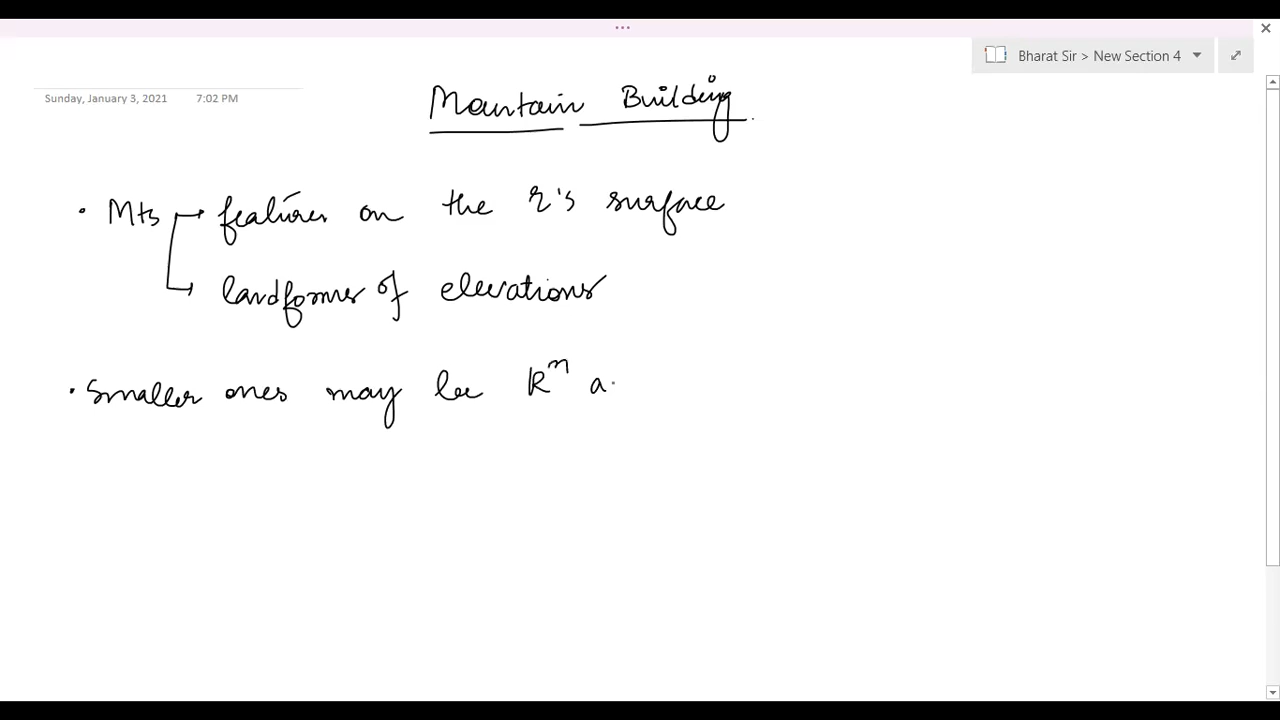 Bharat Sir > New Section 4
Sunday, January 3, 2021 7:02 PM
Mountain Building
• Mts → features on the r's surface
→ landforms of elevations
• Smaller ones may be Kᵐ a